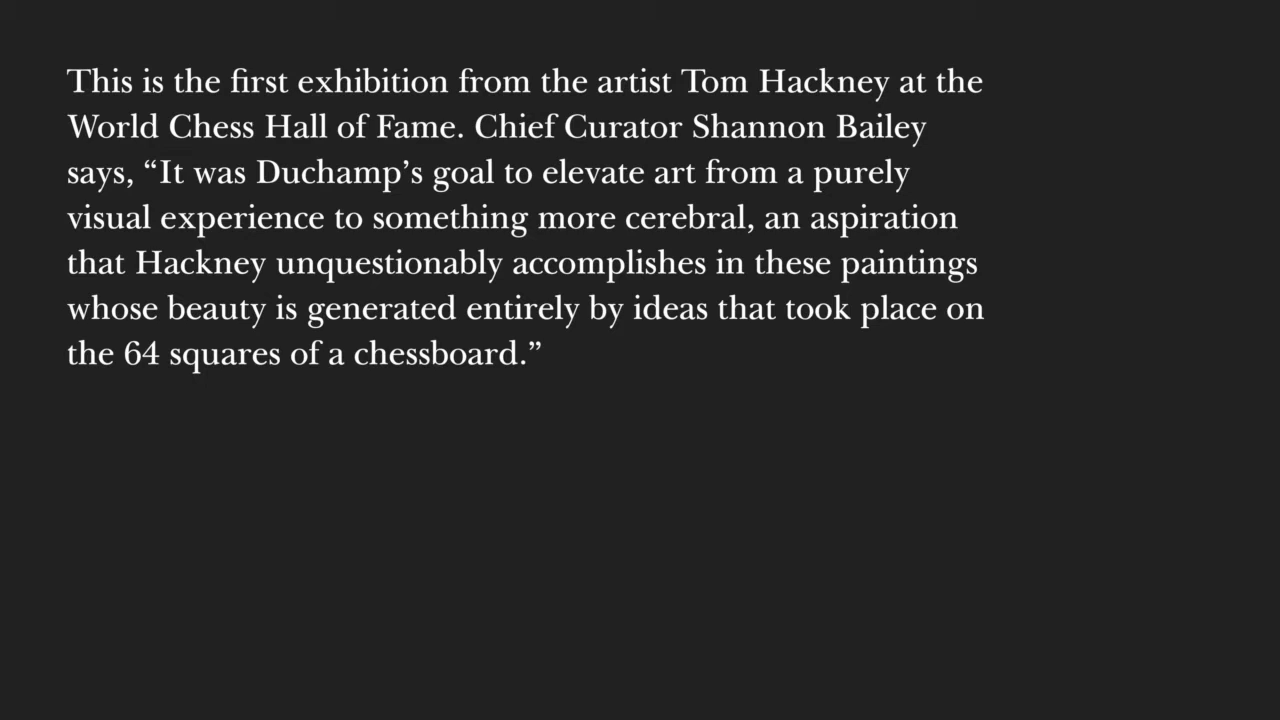 This is the first exhibition from the artist Tom Hackney at the
World Chess Hall of Fame. Chief Curator Shannon Bailey
says, “It was Duchamp’s goal to elevate art from a purely
visual experience to something more cerebral, an aspiration
that Hackney unquestionably accomplishes in these paintings
whose beauty is generated entirely by ideas that took place on
the 64 squares of a chessboard.”